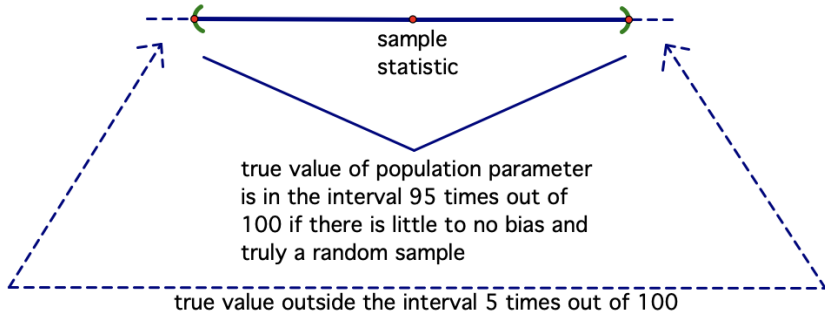 sample
statistic
true value of population parameter
is in the interval 95 times out of
100 if there is little to no bias and
truly a random sample
true value outside the interval 5 times out of 100